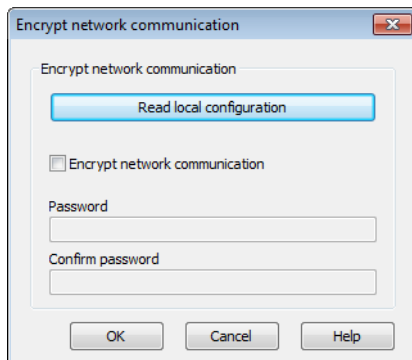 Encrypt network communication
Encrypt network communication
Read local configuration
Encrypt network communication
Password
Confirm password
OK Cancel Help